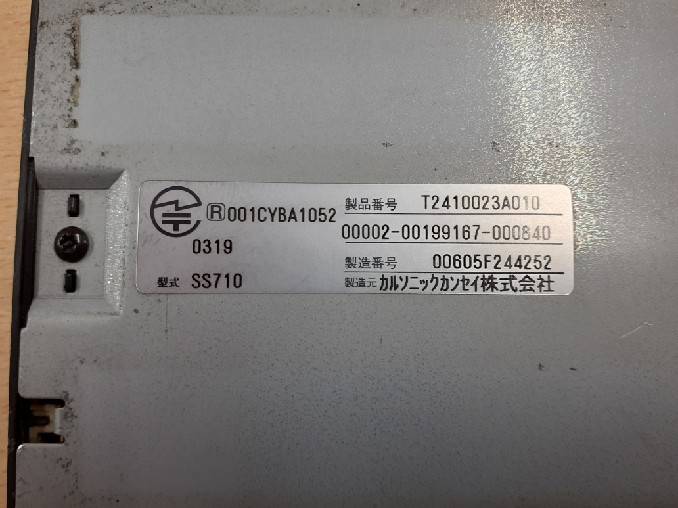 R 001CYBA1052
0319
型式 SS710
製品番号 T2410023A010
00002-00199167-000840
製造番号 00605F244252
製造元 カルソニックカンセイ株式会社